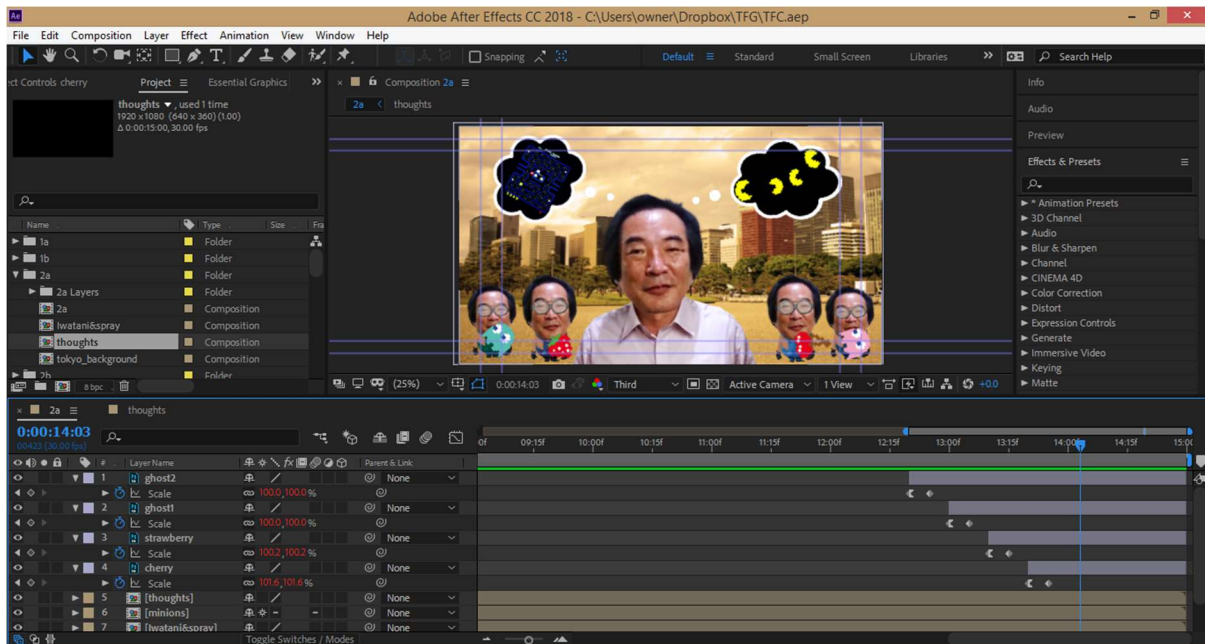 Ae Adobe After Effects CC 2018 - C:\Users\owner\Dropbox\TFG\TFC.aep
File Edit Composition Layer Effect Animation View Window Help
Snapping Default Standard Small Screen Libraries Search Help
ect Controls cherry Project Essential Graphics Composition 2a
2a thoughts
thoughts , used 1 time
1920 x 1080 (640 x 360) (1.00)
Δ 0:00:15:00, 30.00 fps
Name Type Size Fra
1a Folder
1b Folder
2a Folder
2a Layers Folder
2a Composition
Iwatani&spray Composition
thoughts Composition
tokyo_background Composition
2b Folder
8 bpc
(25%) 0:00:14:03 Third Active Camera 1 View +0.0
Info
Audio
Preview
Effects & Presets
* Animation Presets
3D Channel
Audio
Blur & Sharpen
Channel
CINEMA 4D
Color Correction
Distort
Expression Controls
Generate
Immersive Video
Keying
Matte
2a thoughts
0:00:14:03
00423 (30.00 fps)
00f 09:15f 10:00f 10:15f 11:00f 11:15f 12:00f 12:15f 13:00f 13:15f 14:00f 14:15f 15:00
# Layer Name Parent & Link
1 ghost2 None
Scale 100.0,100.0%
2 ghost1 None
Scale 100.0,100.0%
3 strawberry None
Scale 100.2,100.2%
4 cherry None
Scale 101.6,101.6%
5 [thoughts] None
6 [minions] None
7 [Iwatani&spray] None
Toggle Switches / Modes